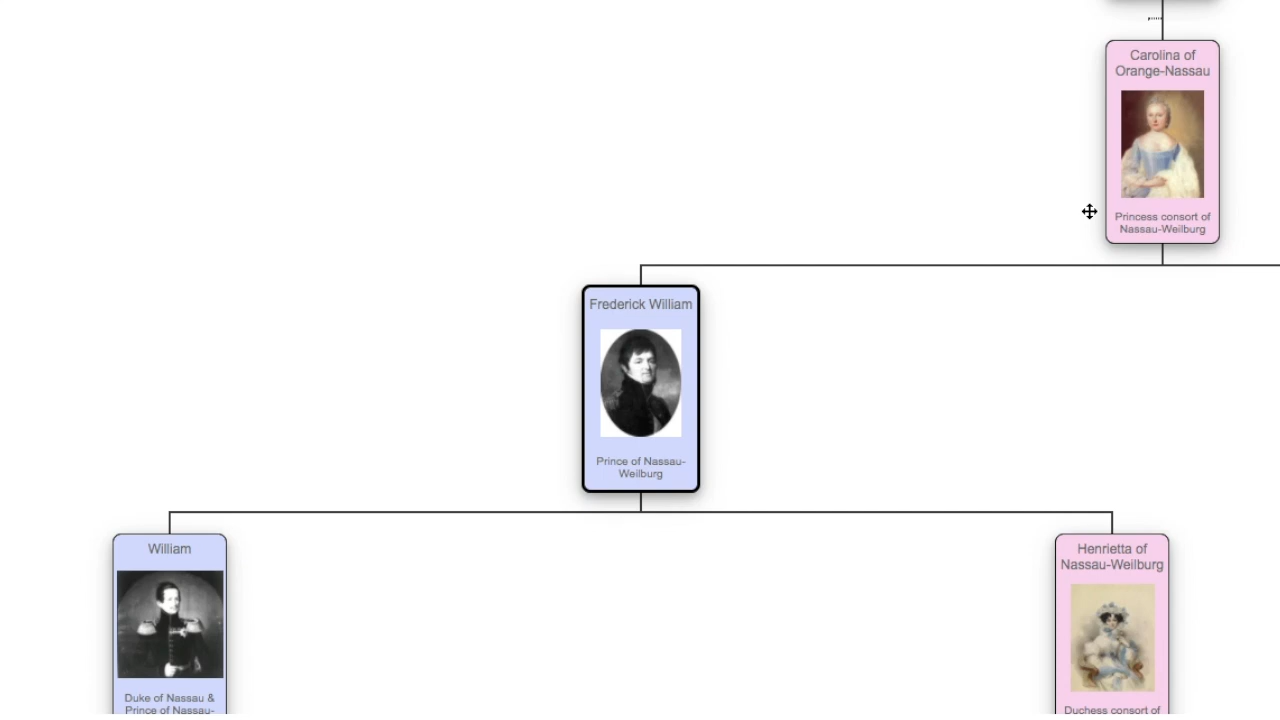 Carolina of
Orange-Nassau
Princess consort of
Nassau-Weilburg
Frederick William
Prince of Nassau-
Weilburg
William
Duke of Nassau &
Prince of Nassau-
Henrietta of
Nassau-Weilburg
Duchess consort of